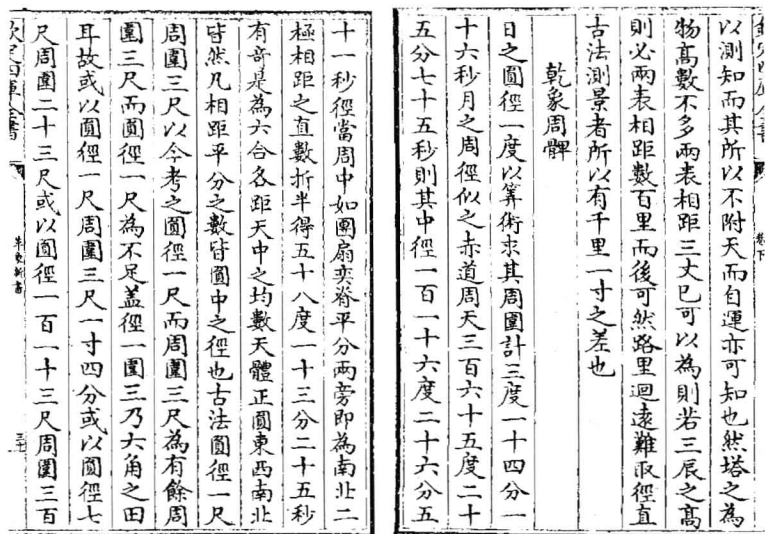 以測知而其所以不附天而自運亦可知也然塔之為
物高數不多兩表相距三丈已可以為則若三辰之高
則必兩表相距數百里而後可然路里迴遠難取徑直
古法測景者所以有千里一寸之差也
乾象周髀
日之圓徑一度以筭術求其周圍計三度一十四分一
十六秒月之周徑似之赤道周天三百六十五度二十
五分七十五秒則其中徑一百一十六度二十六分五
十一秒徑當周中如團扇奕脊平分兩旁即為南北二
極相距之直數折半得五十八度一十三分二十五秒
有竒是為六合各距天中之均數天體正圓東西南北
皆然凡相距平分之數皆圓中之徑也古法圓徑一尺
周圍三尺以今考之圓徑一尺而周圍三尺為有餘周
圍三尺而圓徑一尺為不足蓋徑一圍三乃六角之田
耳故或以圓徑一尺周圍三尺一寸四分或以圓徑七
尺周圍二十三尺或以圓徑一百一十三尺周圍三百
欽定四庫全書
革象新書